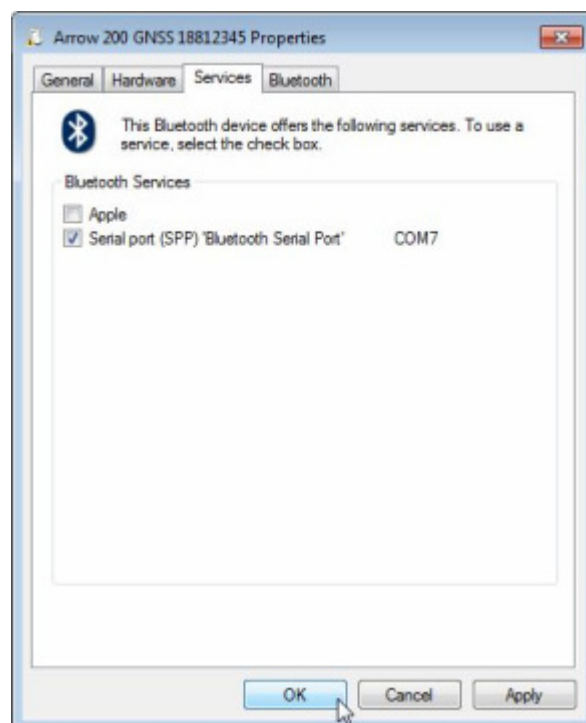 Arrow 200 GNSS 18812345 Properties
General Hardware Services Bluetooth
This Bluetooth device offers the following services. To use a
service, select the check box.
Bluetooth Services
Apple
Serial port (SPP) 'Bluetooth Serial Port' COM7
OK Cancel Apply